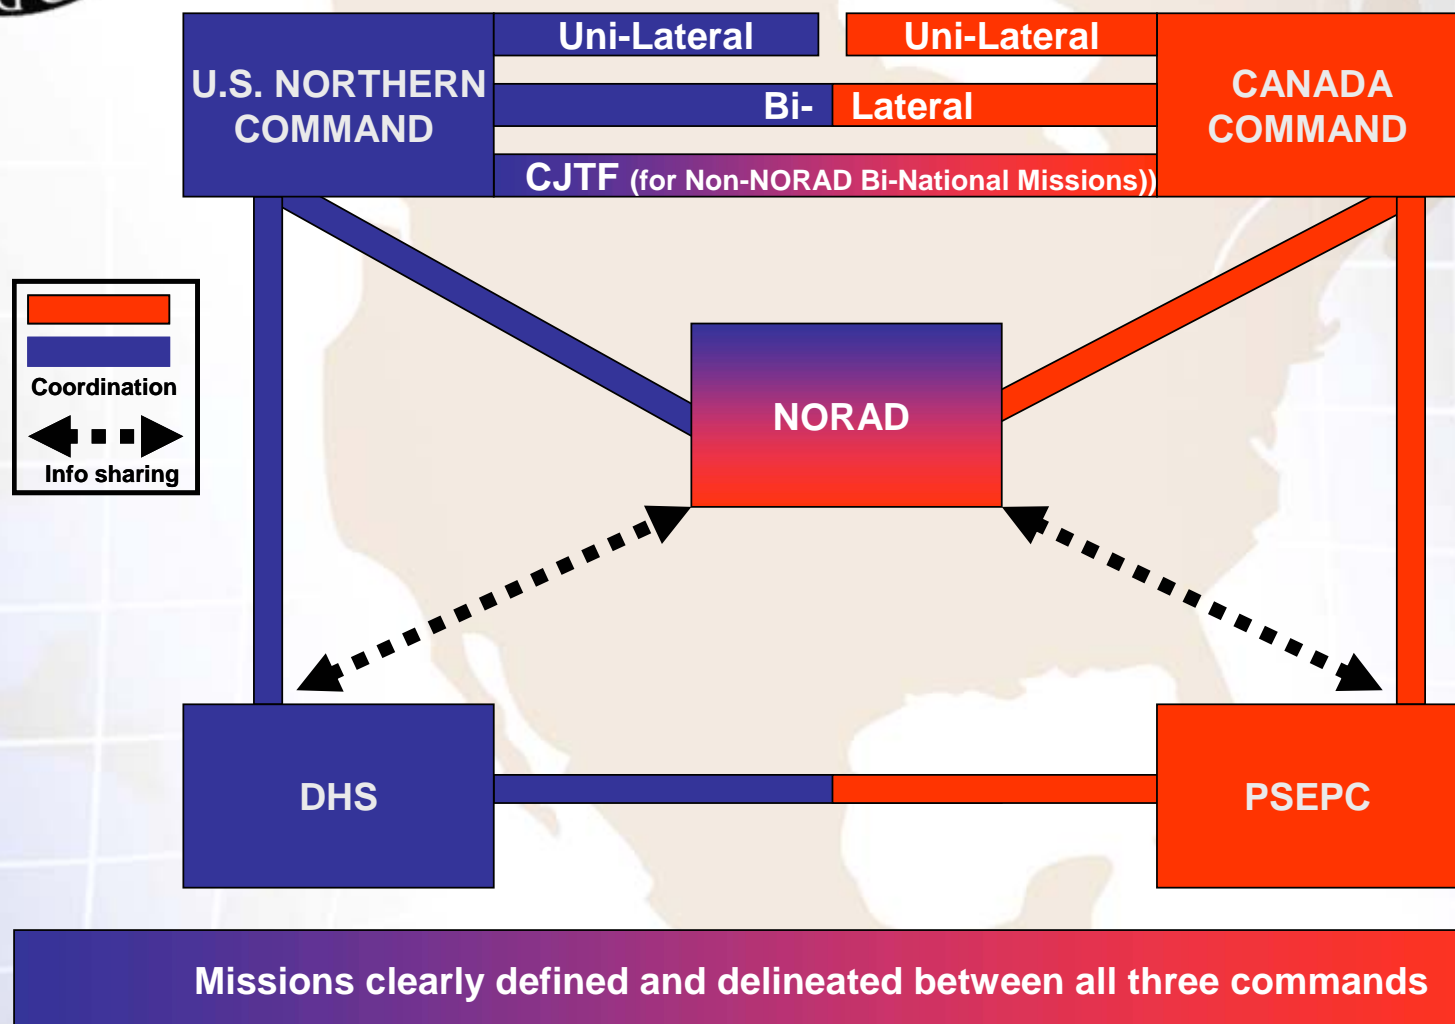 Uni-Lateral
Uni-Lateral
U.S. NORTHERN
COMMAND
CANADA
COMMAND
Bi- Lateral
CJTF (for Non-NORAD Bi-National Missions))
Coordination
Info sharing
NORAD
DHS
PSEPC
Missions clearly defined and delineated between all three commands